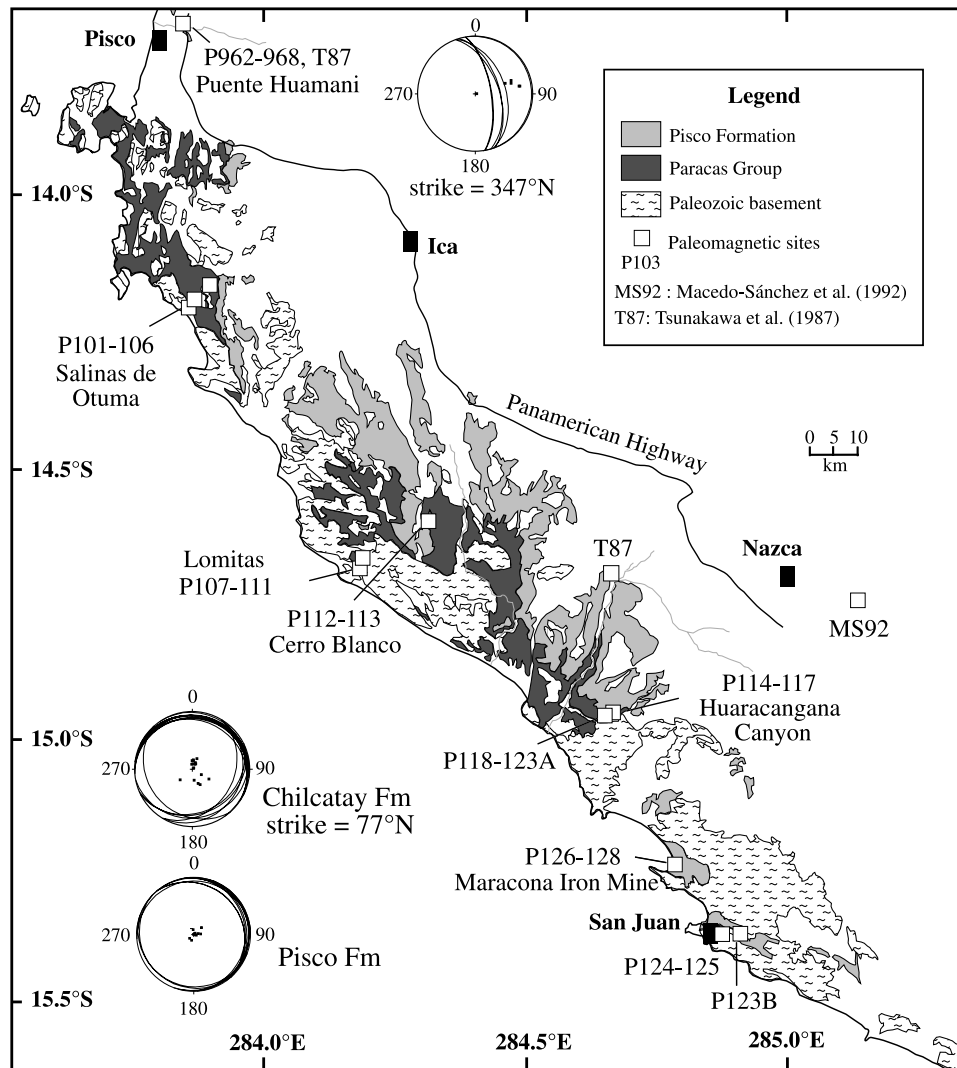 Pisco
P962-968, T87
Puente Huamani
0
270
90
180
strike = 347°N
Legend
Pisco Formation
Paracas Group
Paleozoic basement
Paleomagnetic sites
P103
MS92 : Macedo-Sánchez et al. (1992)
T87: Tsunakawa et al. (1987)
14.0°S
Ica
P101-106
Salinas de
Otuma
Panamerican Highway
0 5 10
km
14.5°S
Lomitas
P107-111
P112-113
Cerro Blanco
T87
Nazca
MS92
P114-117
Huaracangana
Canyon
P118-123A
15.0°S
0
270
90
180
Chilcatay Fm
strike = 77°N
P126-128
Maracona Iron Mine
0
270
90
180
Pisco Fm
San Juan
P124-125
P123B
15.5°S
284.0°E
284.5°E
285.0°E